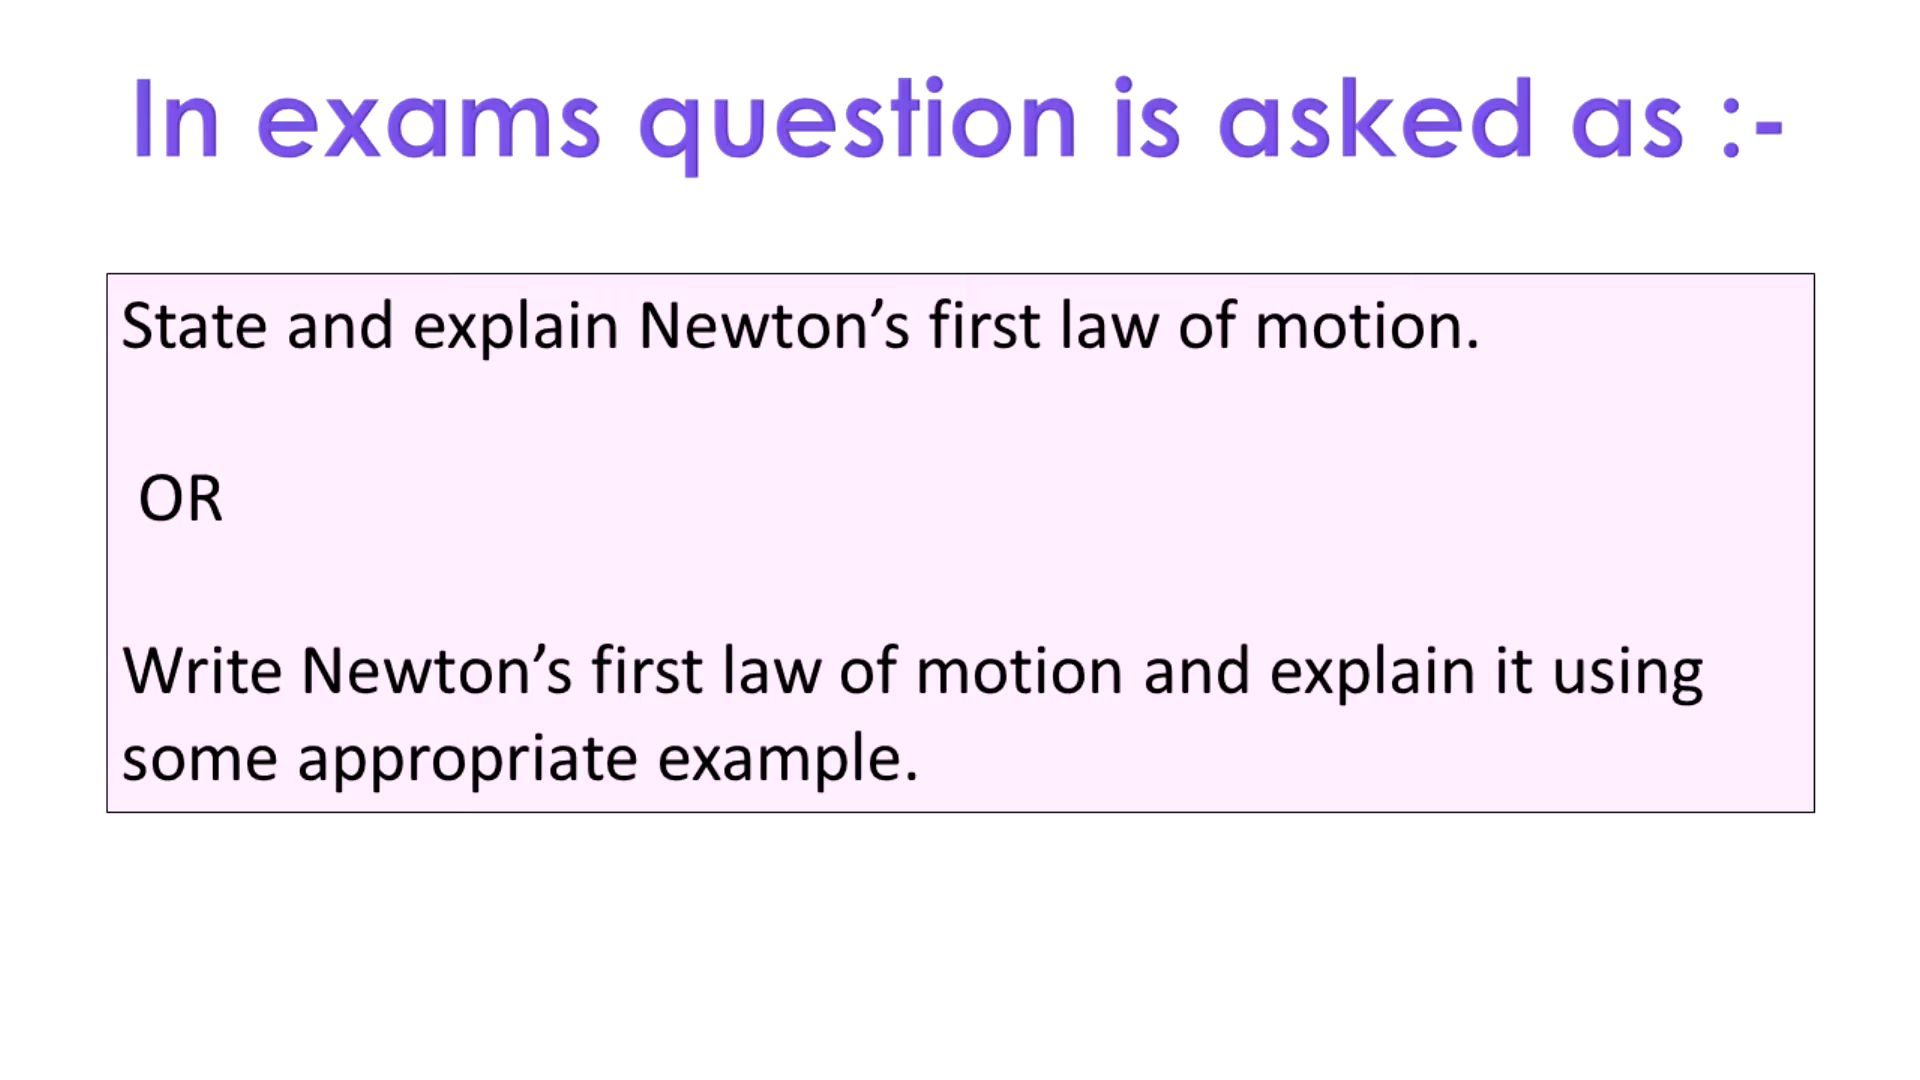 In exams question is asked as :-
State and explain Newton’s first law of motion.
OR
Write Newton’s first law of motion and explain it using
some appropriate example.